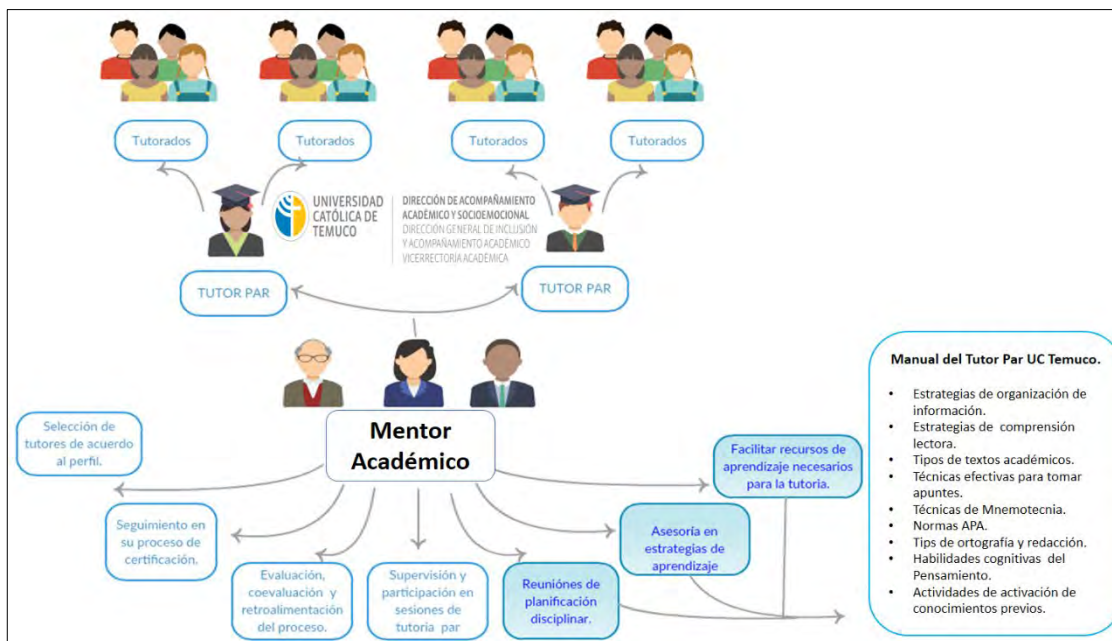 Tutorados
Tutorados
Tutorados
Tutorados
UNIVERSIDAD
CATÓLICA DE
TEMUCO
DIRECCIÓN DE ACOMPAÑAMIENTO
ACADÉMICO Y SOCIOEMOCIONAL
DIRECCIÓN GENERAL DE INCLUSIÓN
Y ACOMPAÑAMIENTO ACADÉMICO
VICERRECTORÍA ACADÉMICA
TUTOR PAR
TUTOR PAR
Mentor
Académico
Selección de
tutores de acuerdo
al perfil.
Seguimiento en
su proceso de
certificación.
Evaluación,
coevaluación y
retroalimentación
del proceso.
Supervisión y
participación en
sesiones de
tutoria par
Reuniónes de
planificación
disciplinar.
Asesoría en
estrategias de
aprendizaje
Facilitar recursos de
aprendizaje necesarios
para la tutoria.
Manual del Tutor Par UC Temuco.
• Estrategias de organización de
información.
• Estrategias de comprensión
lectora.
• Tipos de textos académicos.
• Técnicas efectivas para tomar
apuntes.
• Técnicas de Mnemotecnia.
• Normas APA.
• Tips de ortografía y redacción.
• Habilidades cognitivas del
Pensamiento.
• Actividades de activación de
conocimientos previos.